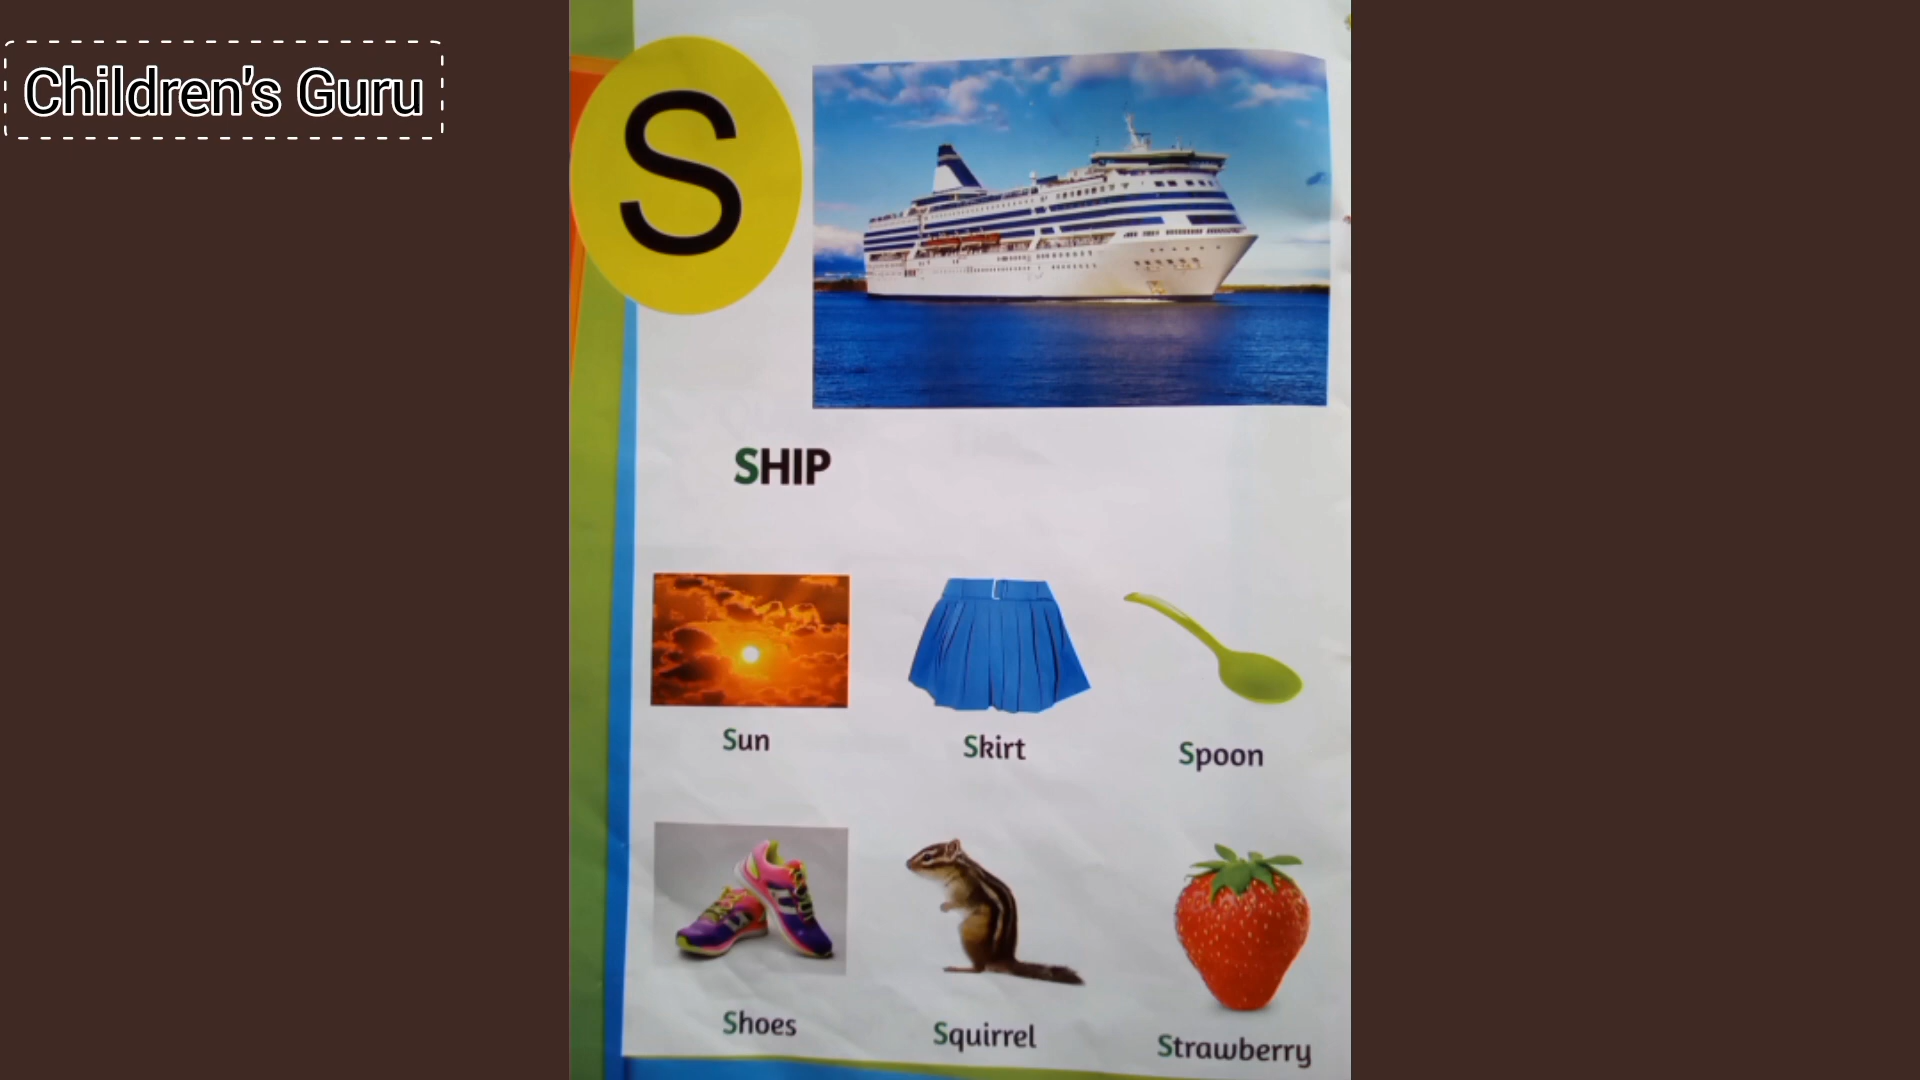 Children's Guru
S
SHIP
Sun
Skirt
Spoon
Shoes
Squirrel
Strawberry